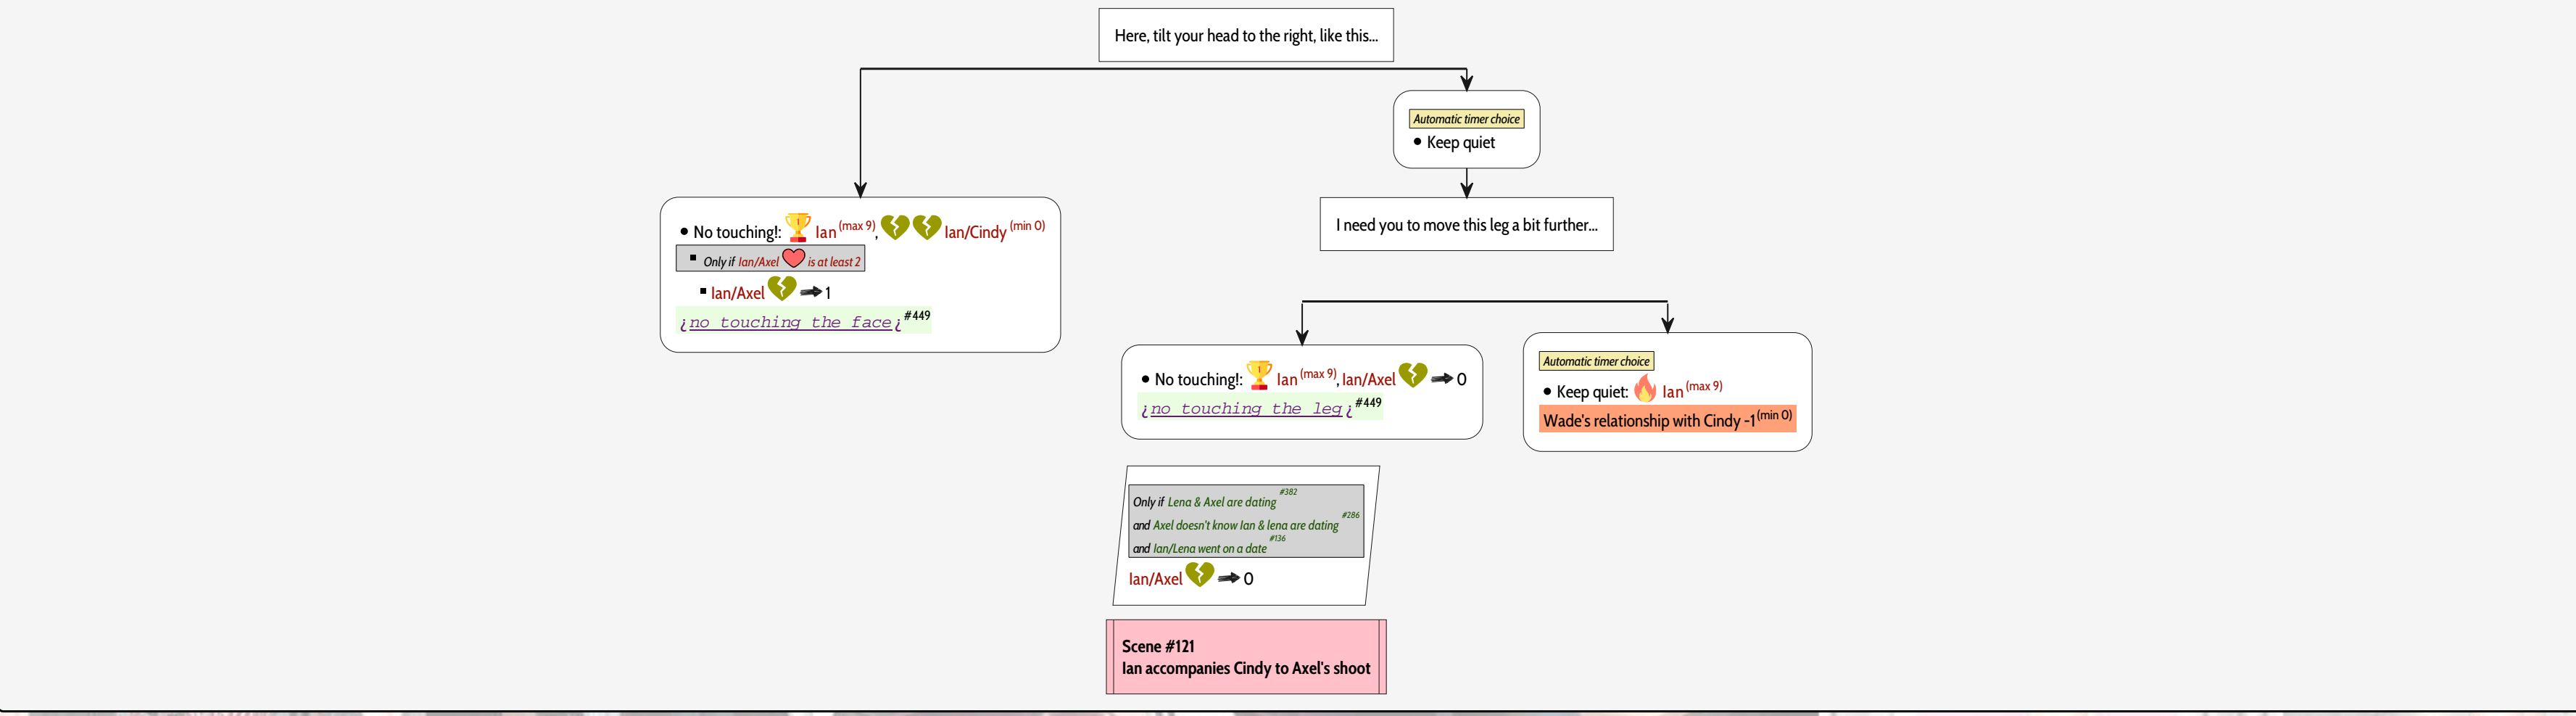 Here, tilt your head to the right, like this...
Automatic timer choice
● Keep quiet
● No touching!: 1 Ian (max 9), Ian/Cindy (min 0)
▪ Only if Ian/Axel is at least 2
▪ Ian/Axel → 1
¿no touching the face¿ #449
I need you to move this leg a bit further...
● No touching!: 1 Ian (max 9), Ian/Axel → 0
¿no touching the leg¿ #449
Automatic timer choice
● Keep quiet: Ian (max 9)
Wade's relationship with Cindy -1 (min 0)
Only if Lena & Axel are dating #382
and Axel doesn't know Ian & lena are dating #286
and Ian/Lena went on a date #136
Ian/Axel → 0
Scene #121
Ian accompanies Cindy to Axel's shoot